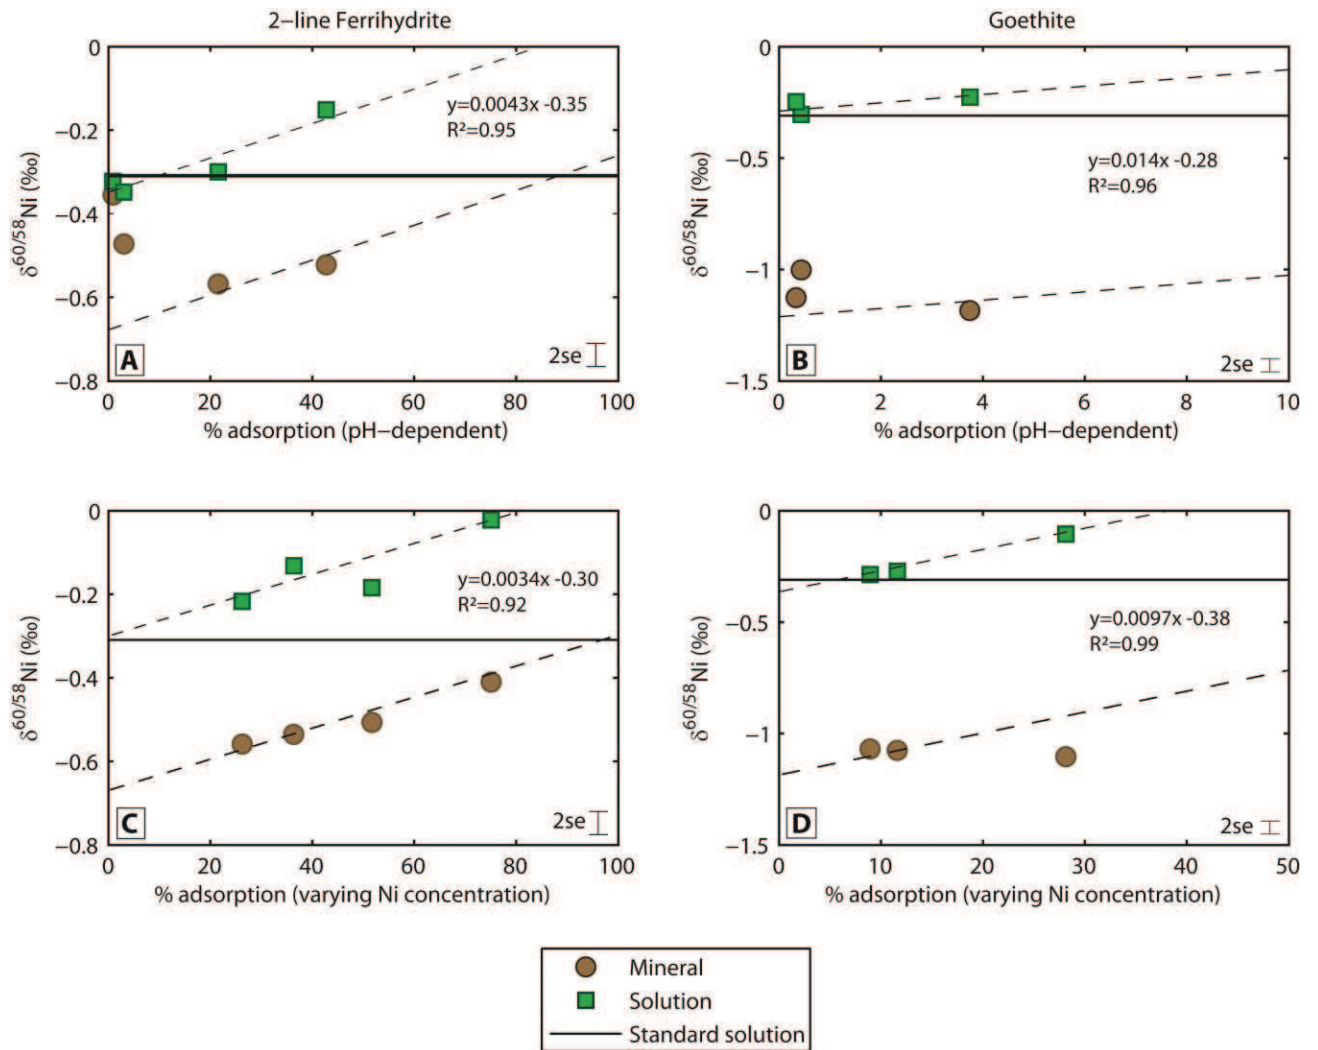 2−line Ferrihydrite
Goethite
0
−0.2
−0.4
−0.6
−0.8
δ60/58Ni (‰)
y=0.0043x -0.35
R²=0.95
A
2se
0 20 40 60 80 100
% adsorption (pH−dependent)
0
−0.5
−1
−1.5
δ60/58Ni (‰)
y=0.014x -0.28
R²=0.96
B
2se
0 2 4 6 8 10
% adsorption (pH−dependent)
0
−0.2
−0.4
−0.6
−0.8
δ60/58Ni (‰)
y=0.0034x -0.30
R²=0.92
C
2se
0 20 40 60 80 100
% adsorption (varying Ni concentration)
0
−0.5
−1
−1.5
δ60/58Ni (‰)
y=0.0097x -0.38
R²=0.99
D
2se
0 10 20 30 40 50
% adsorption (varying Ni concentration)
Mineral
Solution
Standard solution